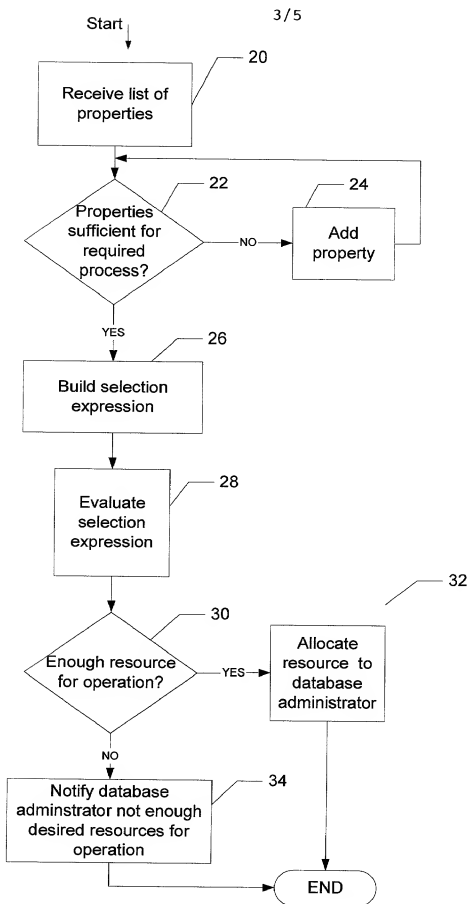 3/5
Start
20
Receive list of
properties
22
Properties
sufficient for
required
process?
NO
24
Add
property
YES
26
Build selection
expression
28
Evaluate
selection
expression
30
Enough resource
for operation?
YES
32
Allocate
resource to
database
administrator
NO
34
Notify database
adminstrator not enough
desired resources for
operation
END